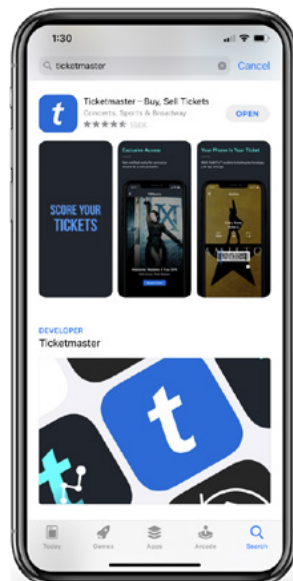 1:30
ticketmaster
Cancel
Ticketmaster - Buy, Sell Tickets
Concerts, Sports & Broadway
OPEN
SCORE YOUR
TICKETS
Exclusive Access
Your Phone Is Your Ticket
DEVELOPER
Ticketmaster
Today
Games
Apps
Arcade
Search